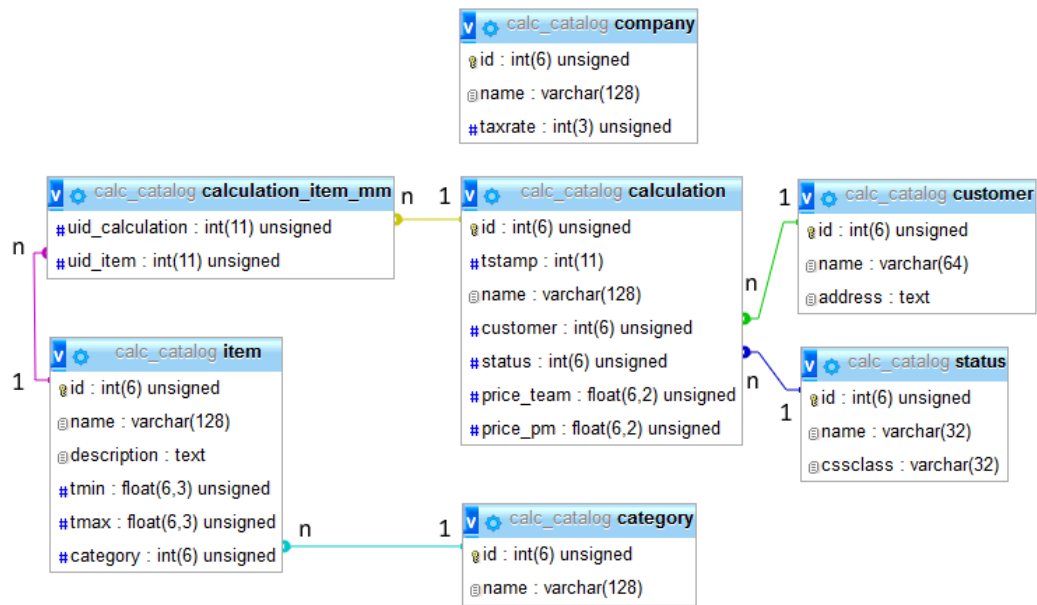 v calc_catalog company
id : int(6) unsigned
name : varchar(128)
#taxrate : int(3) unsigned
v calc_catalog calculation_item_mm
#uid_calculation : int(11) unsigned
#uid_item : int(11) unsigned
n 1
n
1
v calc_catalog calculation
id : int(6) unsigned
#tstamp : int(11)
name : varchar(128)
#customer : int(6) unsigned
#status : int(6) unsigned
#price_team : float(6,2) unsigned
#price_pm : float(6,2) unsigned
1
n
v calc_catalog customer
id : int(6) unsigned
name : varchar(64)
address : text
n
1
v calc_catalog status
id : int(6) unsigned
name : varchar(32)
cssclass : varchar(32)
v calc_catalog item
id : int(6) unsigned
name : varchar(128)
description : text
#tmin : float(6,3) unsigned
#tmax : float(6,3) unsigned
#category : int(6) unsigned
n 1
v calc_catalog category
id : int(6) unsigned
name : varchar(128)